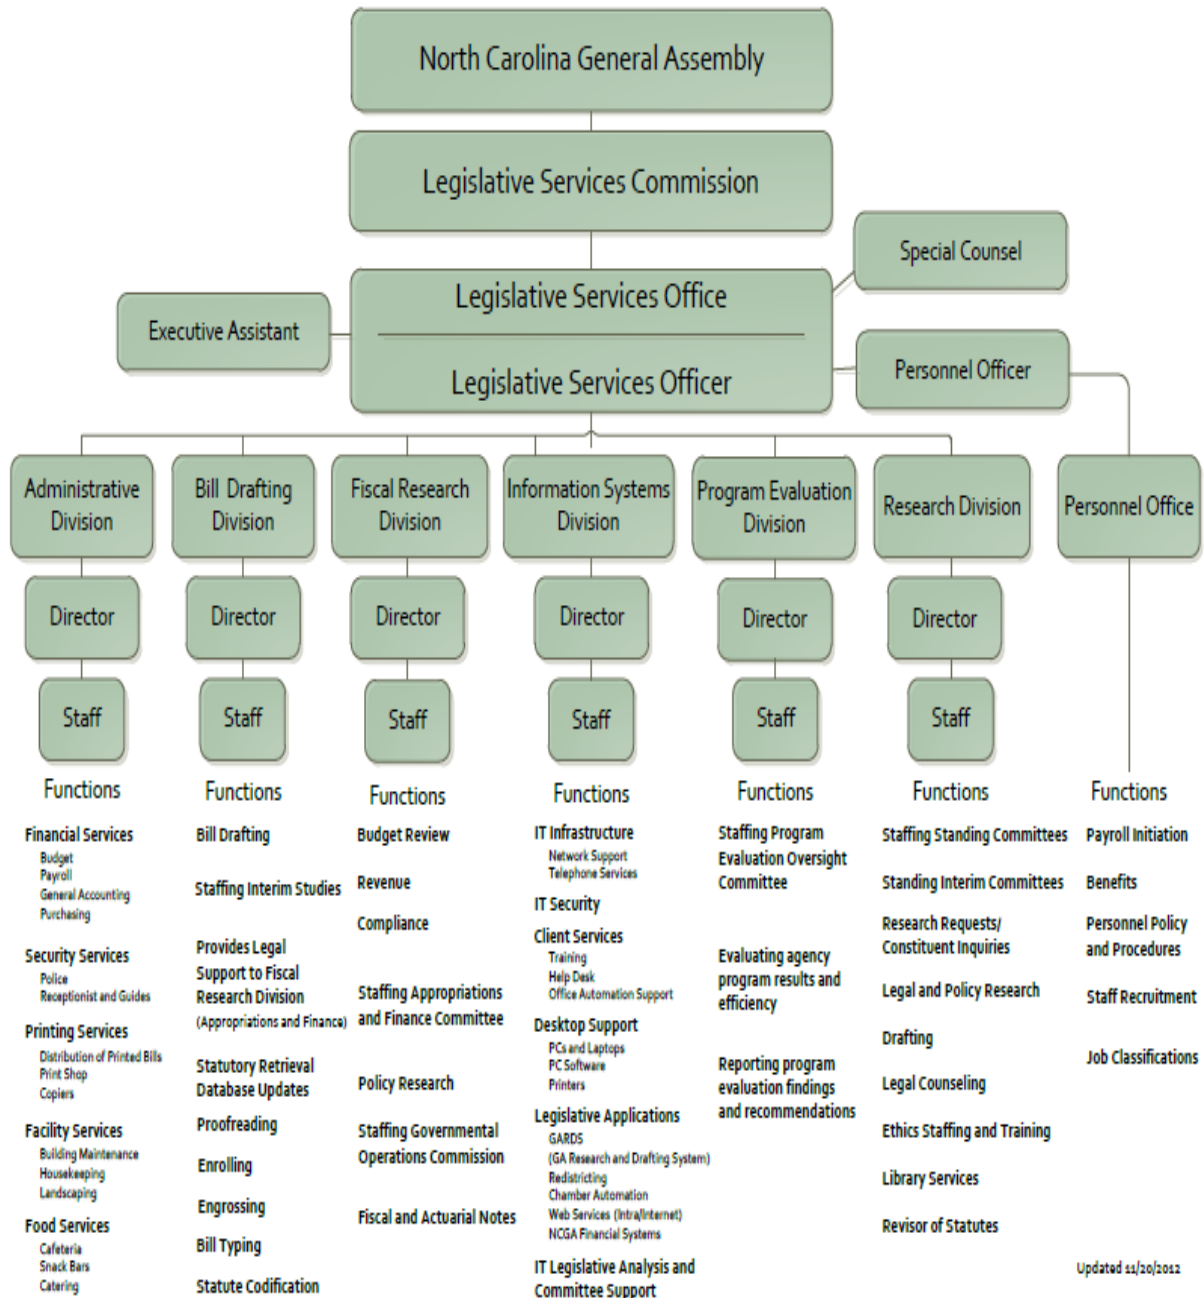 North Carolina General Assembly
Legislative Services Commission
Special Counsel
Legislative Services Office
Executive Assistant
Legislative Services Officer
Personnel Officer
Administrative
Division
Bill Drafting
Division
Fiscal Research
Division
Information Systems
Division
Program Evaluation
Division
Research Division
Personnel Office
Director
Director
Director
Director
Director
Director
Staff
Staff
Staff
Staff
Staff
Staff
Functions
Financial Services
Budget
Payroll
General Accounting
Purchasing
Security Services
Police
Receptionist and Guides
Printing Services
Distribution of Printed Bills
Print Shop
Copiers
Facility Services
Building Maintenance
Housekeeping
Landscaping
Food Services
Cafeteria
Snack Bars
Catering
Functions
Bill Drafting
Staffing Interim Studies
Provides Legal
Support to Fiscal
Research Division
(Appropriations and Finance)
Statutory Retrieval
Database Updates
Proofreading
Enrolling
Engrossing
Bill Typing
Statute Codification
Functions
Budget Review
Revenue
Compliance
Staffing Appropriations
and Finance Committee
Policy Research
Staffing Governmental
Operations Commission
Fiscal and Actuarial Notes
Functions
IT Infrastructure
Network Support
Telephone Services
IT Security
Client Services
Training
Help Desk
Office Automation Support
Desktop Support
PCs and Laptops
PC Software
Printers
Legislative Applications
GARDS
(GA Research and Drafting System)
Redistricting
Chamber Automation
Web Services (Intra/Internet)
NCGA Financial Systems
IT Legislative Analysis and
Committee Support
Functions
Staffing Program
Evaluation Oversight
Committee
Evaluating agency
program results and
efficiency
Reporting program
evaluation findings
and recommendations
Functions
Staffing Standing Committees
Standing Interim Committees
Research Requests/
Constituent Inquiries
Legal and Policy Research
Drafting
Legal Counseling
Ethics Staffing and Training
Library Services
Revisor of Statutes
Functions
Payroll Initiation
Benefits
Personnel Policy
and Procedures
Staff Recruitment
Job Classifications
Updated 11/20/2012